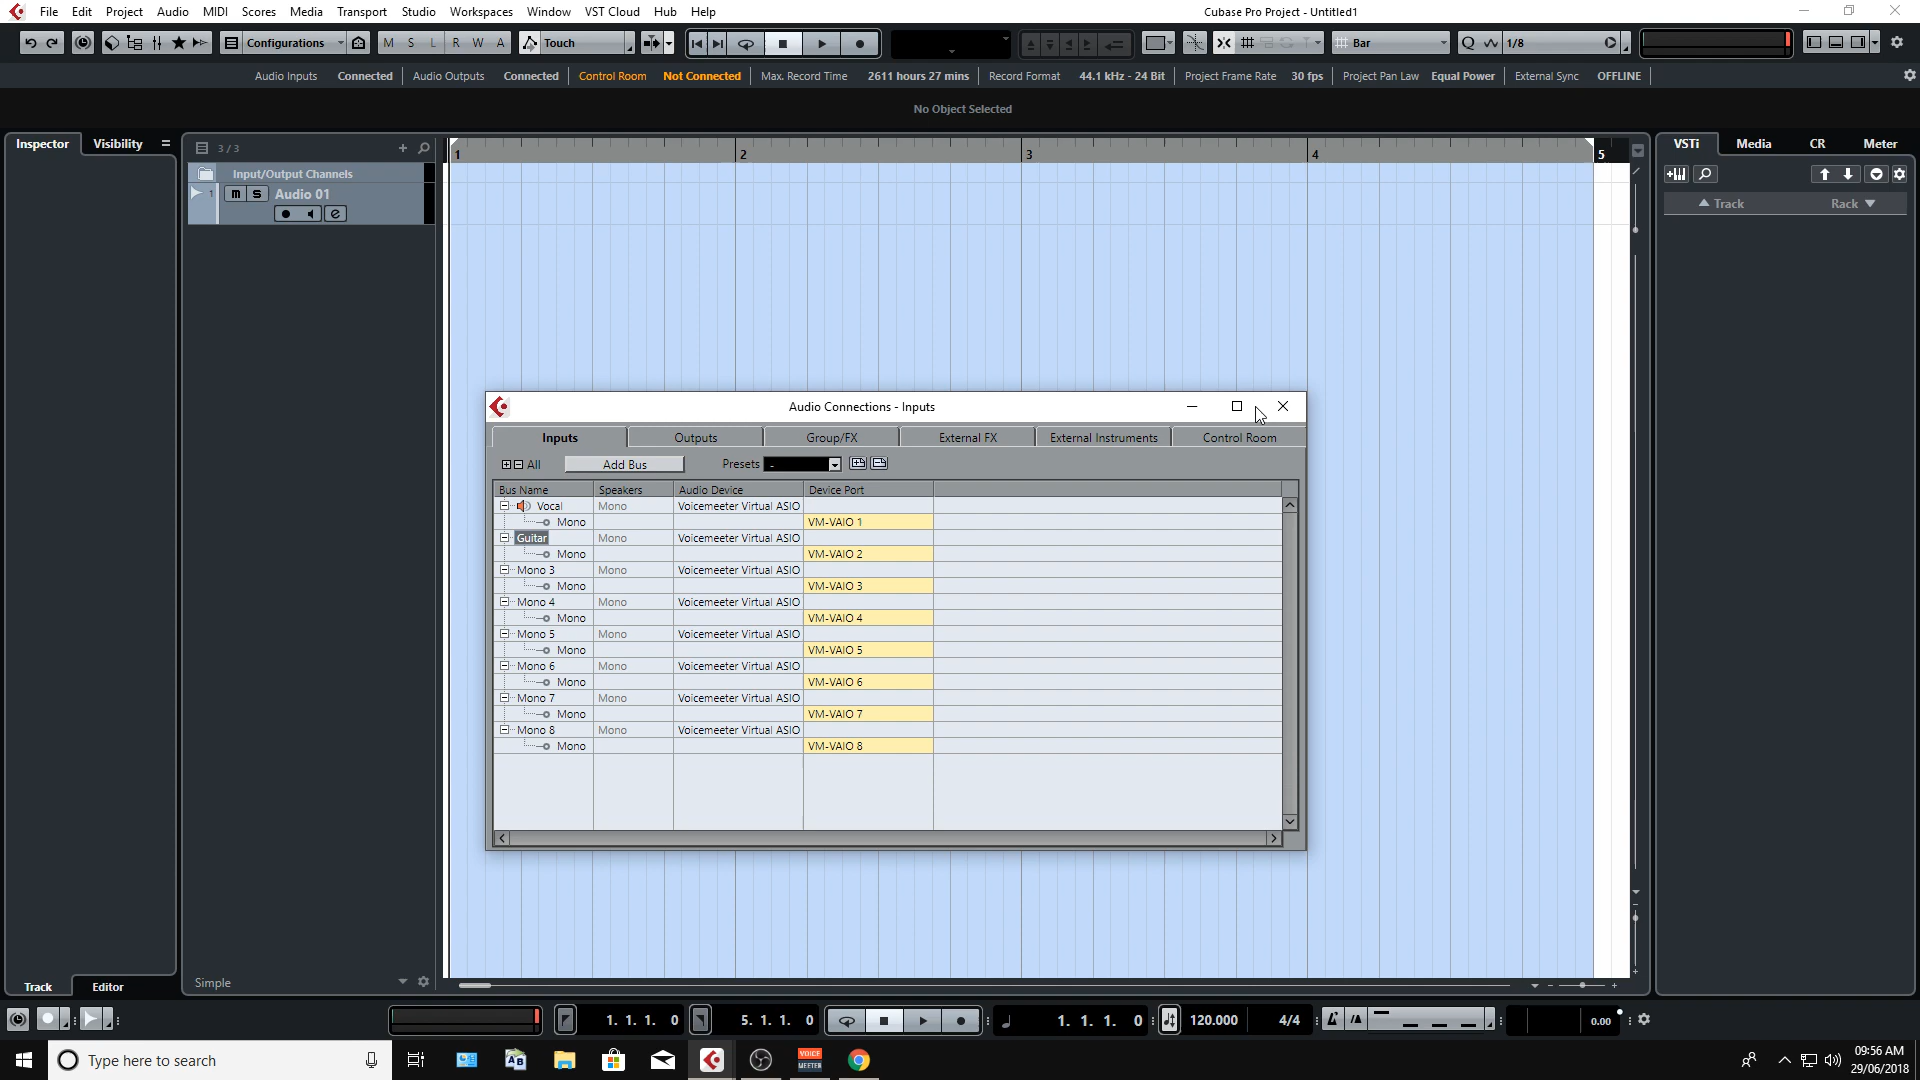 File Edit Project Audio MIDI Scores Media Transport Studio Workspaces Window VST Cloud Hub Help Cubase Pro Project - Untitled1
Configurations M S L R W A Touch Bar Q 1/8
Audio Inputs Connected Audio Outputs Connected Control Room Not Connected Max. Record Time 2611 hours 27 mins Record Format 44.1 kHz - 24 Bit Project Frame Rate 30 fps Project Pan Law Equal Power External Sync OFFLINE
No Object Selected
Inspector Visibility 3 / 3 1 2 3 4 5 VSTi Media CR Meter
Input/Output Channels
1 m s Audio 01
e
Track Rack
Audio Connections - Inputs
Inputs Outputs Group/FX External FX External Instruments Control Room
All Add Bus Presets -
Bus Name Speakers Audio Device Device Port
Vocal Mono Voicemeeter Virtual ASIO
Mono VM-VAIO 1
Guitar Mono Voicemeeter Virtual ASIO
Mono VM-VAIO 2
Mono 3 Mono Voicemeeter Virtual ASIO
Mono VM-VAIO 3
Mono 4 Mono Voicemeeter Virtual ASIO
Mono VM-VAIO 4
Mono 5 Mono Voicemeeter Virtual ASIO
Mono VM-VAIO 5
Mono 6 Mono Voicemeeter Virtual ASIO
Mono VM-VAIO 6
Mono 7 Mono Voicemeeter Virtual ASIO
Mono VM-VAIO 7
Mono 8 Mono Voicemeeter Virtual ASIO
Mono VM-VAIO 8
Simple
Track Editor
1. 1. 1. 0 5. 1. 1. 0 1. 1. 1. 0 120.000 4/4 0.00
Type here to search VOICE MEETER 09:56 AM
29/06/2018